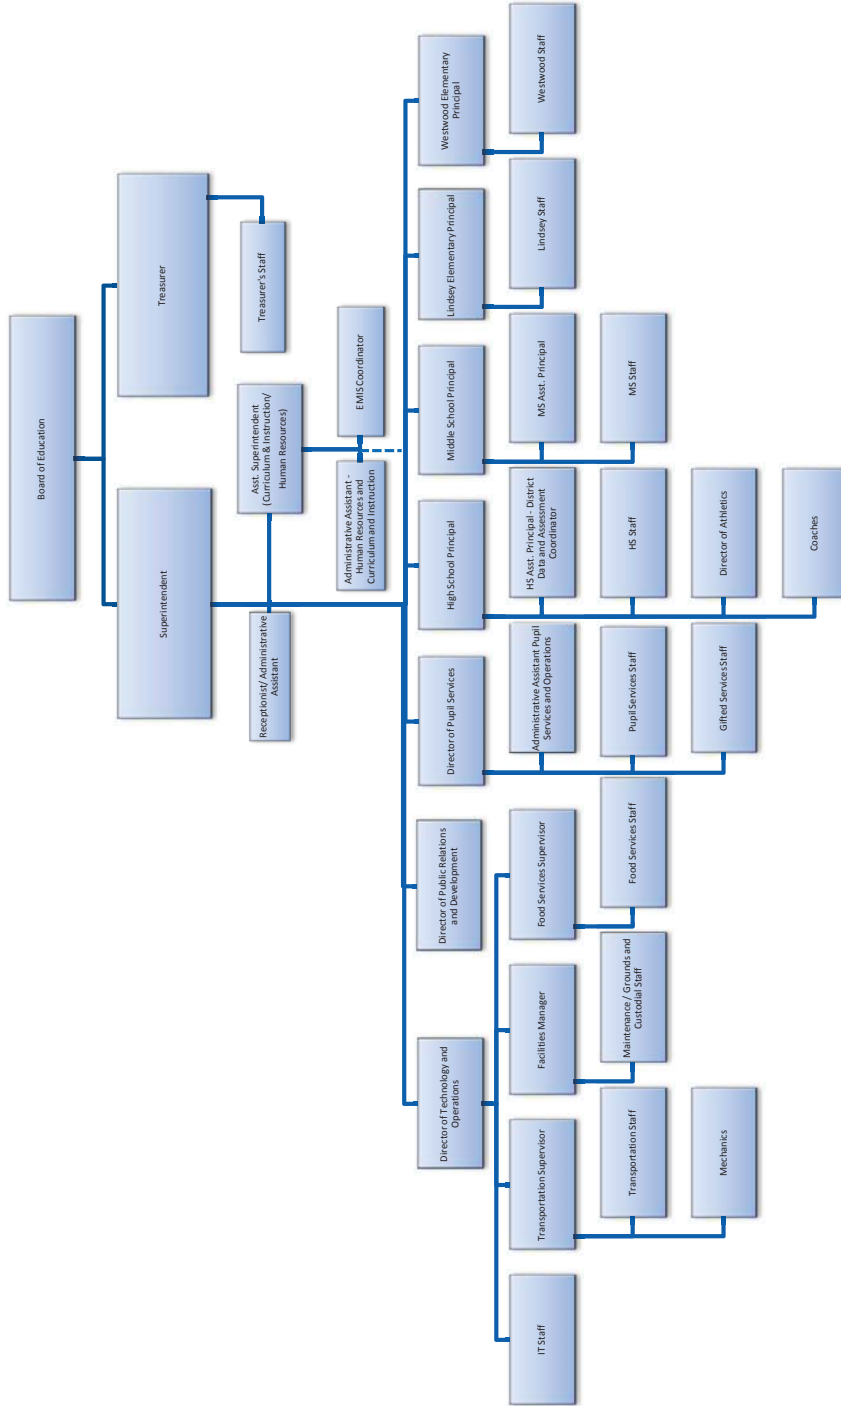 Board of Education
Superintendent
Treasurer
Receptionist/ Administrative
Assistant
Asst. Superintendent
(Curriculum & Instruction/
Human Resources)
Treasurer's Staff
Administrative Assistant -
Human Resources and
Curriculum and Instruction
EMIS Coordinator
Director of Technology and
Operations
Director of Public Relations
and Development
Director of Pupil Services
High School Principal
Middle School Principal
Lindsey Elementary Principal
Westwood Elementary
Principal
IT Staff
Transportation Supervisor
Facilities Manager
Food Services Supervisor
Administrative Assistant Pupil
Services and Operations
HS Asst. Principal - District
Data and Assessment
Coordinator
MS Asst. Principal
Lindsey Staff
Westwood Staff
Transportation Staff
Maintenance / Grounds and
Custodial Staff
Food Services Staff
Pupil Services Staff
HS Staff
MS Staff
Mechanics
Gifted Services Staff
Director of Athletics
Coaches